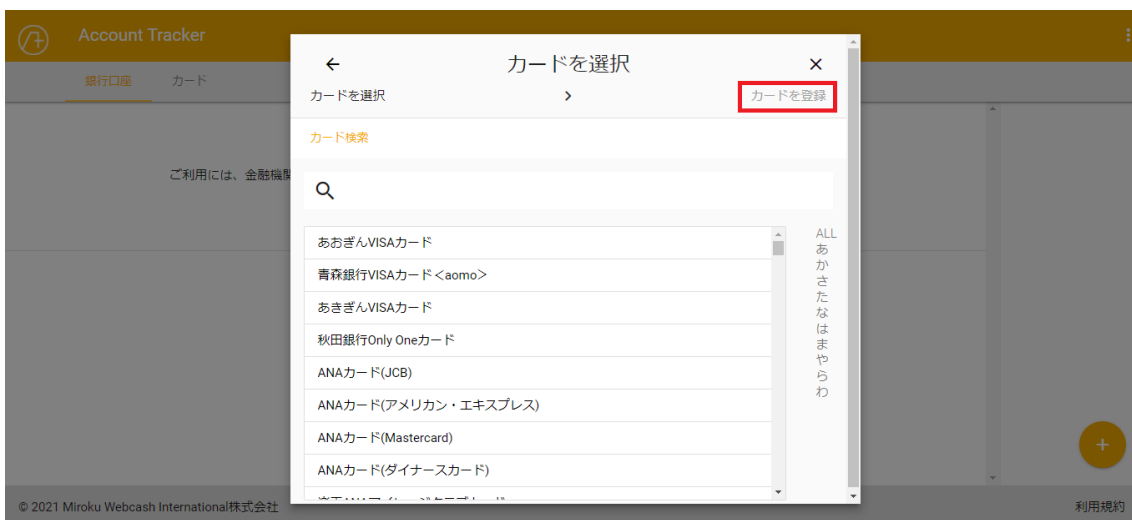 Account Tracker
銀行口座 カード
ご利用には、金融機関
カードを選択
カードを選択 > カードを登録
カード検索
あおぎんVISAカード
青森銀行VISAカード<aomo>
あきぎんVISAカード
秋田銀行Only Oneカード
ANAカード(JCB)
ANAカード(アメリカン・エキスプレス)
ANAカード(Mastercard)
ANAカード(ダイナースカード)
ALL
あ
か
さ
た
な
は
ま
や
ら
わ
© 2021 Miroku Webcash International株式会社
利用規約